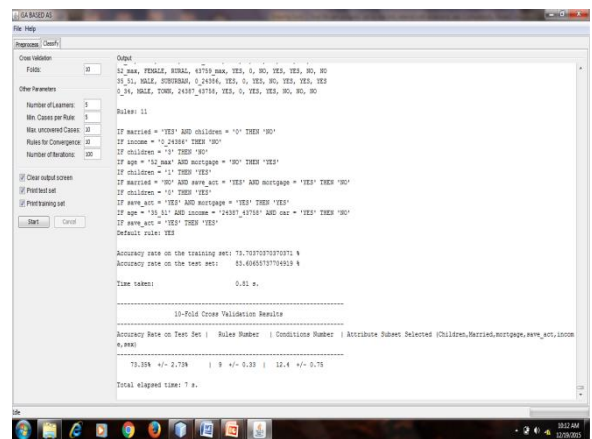 GA BASED AS
File Help
Preprocess Classify
Cross Validation
Folds: 10
Other Parameters
Number of Learners: 5
Min. Cases per Rule: 5
Max. uncovered Cases: 10
Rules for Convergence: 10
Number of Iterations: 100
Clear output screen
Print test set
Print training set
Start Cancel
Output
52_max, FEMALE, RURAL, 43759_max, YES, 0, NO, YES, YES, NO, NO
35_51, MALE, SUBURBAN, 0_24386, YES, 0, YES, NO, YES, YES, YES
0_34, MALE, TOWN, 24387_43758, YES, 0, YES, YES, NO, NO, NO
Rules: 11
IF married = 'YES' AND children = '0' THEN 'NO'
IF income = '0_24386' THEN 'NO'
IF children = '3' THEN 'NO'
IF age = '52_max' AND mortgage = 'NO' THEN 'YES'
IF children = '1' THEN 'YES'
IF married = 'NO' AND save_act = 'YES' AND mortgage = 'YES' THEN 'NO'
IF children = '0' THEN 'YES'
IF save_act = 'YES' AND mortgage = 'YES' THEN 'YES'
IF age = '35_51' AND income = '24387_43758' AND car = 'YES' THEN 'NO'
IF save_act = 'YES' THEN 'YES'
Default rule: YES
Accuracy rate on the training set: 73.70370370370371 %
Accuracy rate on the test set: 83.60655737704919 %
Time taken: 0.81 s.
10-Fold Cross Validation Results
Accuracy Rate on Test Set | Rules Number | Conditions Number | Attribute Subset Selected (Children,Married,mortgage,save_act,incom
e,sex)
73.35% +/- 2.73% | 9 +/- 0.33 | 12.4 +/- 0.75
Total elapsed time: 7 s.
Idle
10:12 AM
12/19/2015